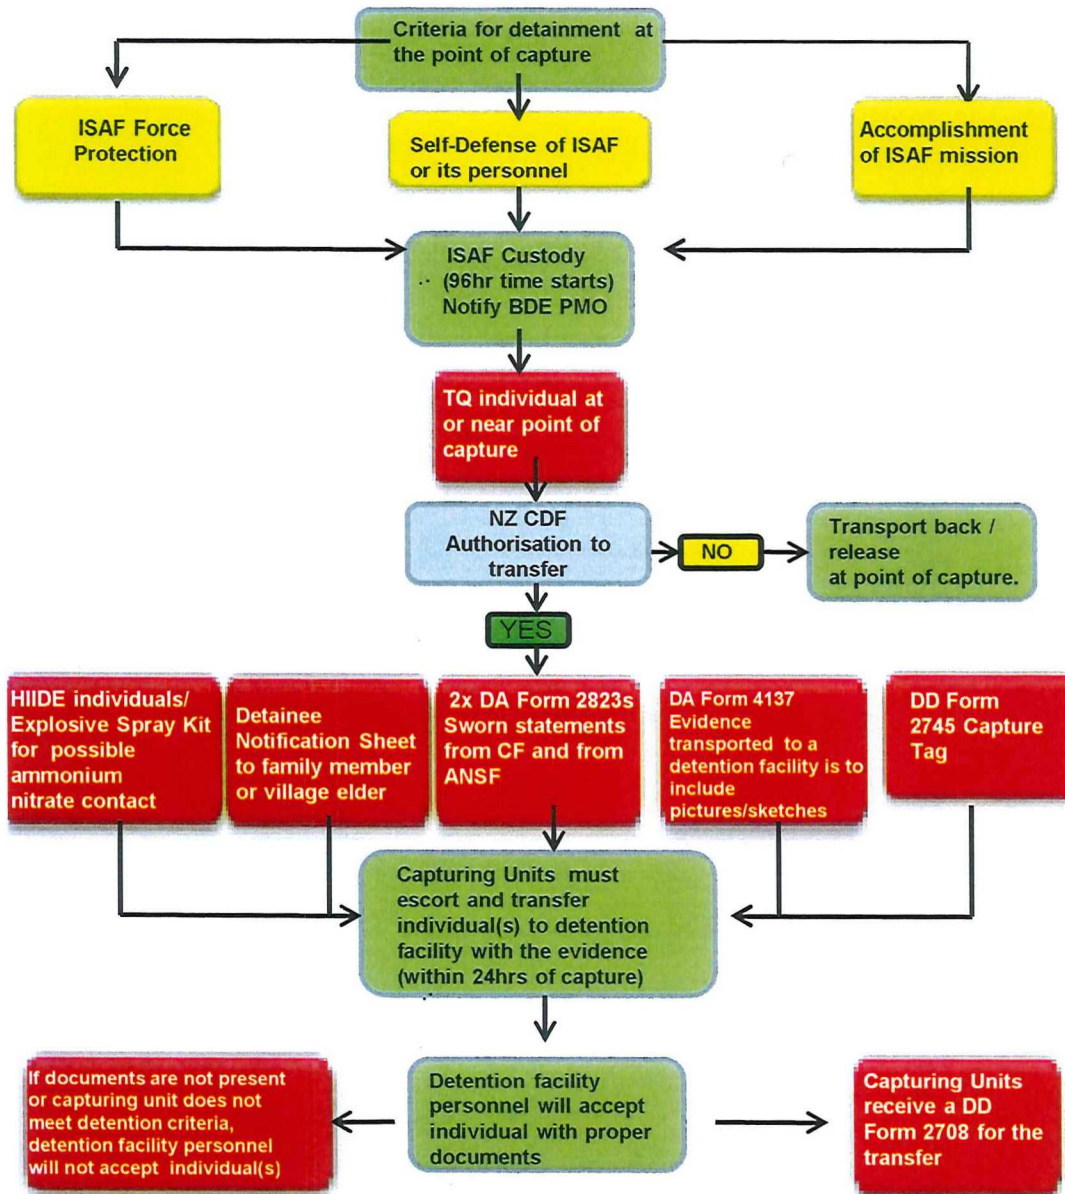 Criteria for detainment at
the point of capture
ISAF Force
Protection
Self-Defense of ISAF
or its personnel
Accomplishment
of ISAF mission
ISAF Custody
(96hr time starts)
Notify BDE PMO
TQ individual at
or near point of
capture
NZ CDF
Authorisation to
transfer
NO
Transport back /
release
at point of capture.
YES
HIIDE individuals/
Explosive Spray Kit
for possible
ammonium
nitrate contact
Detainee
Notification Sheet
to family member
or village elder
2x DA Form 2823s
Sworn statements
from CF and from
ANSF
DA Form 4137
Evidence
transported to a
detention facility is to
include
pictures/sketches
DD Form
2745 Capture
Tag
Capturing Units must
escort and transfer
individual(s) to detention
facility with the evidence
(within 24hrs of capture)
If documents are not present
or capturing unit does not
meet detention criteria,
detention facility personnel
will not accept individual(s)
Detention facility
personnel will accept
individual with proper
documents
Capturing Units
receive a DD
Form 2708 for the
transfer